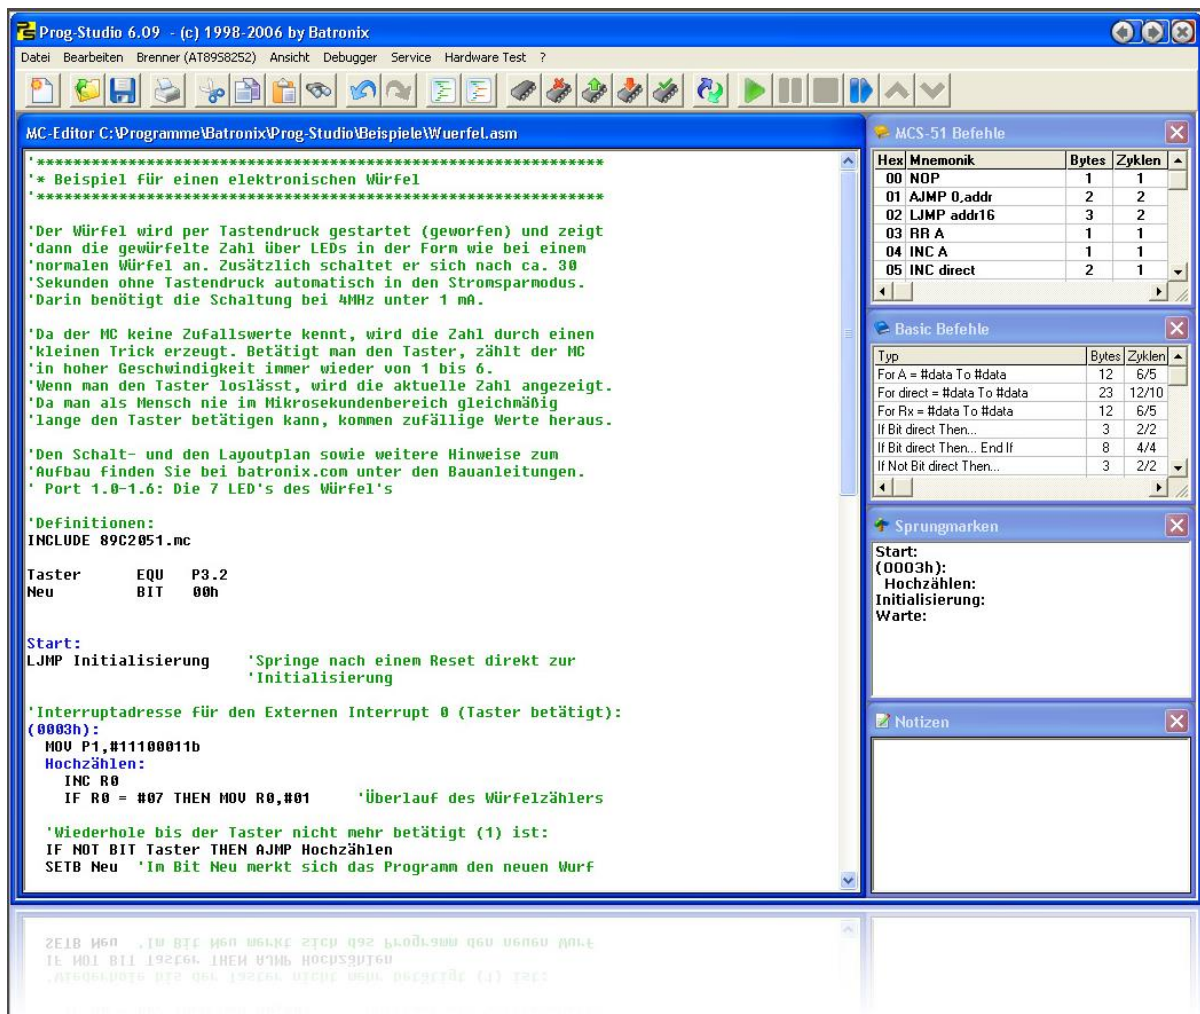 Prog-Studio 6.09 - (c) 1998-2006 by Batronix
Datei Bearbeiten Brenner (AT89S8252) Ansicht Debugger Service Hardware Test ?
MC-Editor C:\Programme\Batronix\Prog-Studio\Beispiele\Wuerfel.asm
'***************************************************************
'* Beispiel für einen elektronischen Würfel
'***************************************************************
'Der Würfel wird per Tastendruck gestartet (geworfen) und zeigt
'dann die gewürfelte Zahl über LEDs in der Form wie bei einem
'normalen Würfel an. Zusätzlich schaltet er sich nach ca. 30
'Sekunden ohne Tastendruck automatisch in den Stromsparmodus.
'Darin benötigt die Schaltung bei 4MHz unter 1 mA.
'Da der MC keine Zufallswerte kennt, wird die Zahl durch einen
'kleinen Trick erzeugt. Betätigt man den Taster, zählt der MC
'in hoher Geschwindigkeit immer wieder von 1 bis 6.
'Wenn man den Taster loslässt, wird die aktuelle Zahl angezeigt.
'Da man als Mensch nie im Mikrosekundenbereich gleichmäßig
'lange den Taster betätigen kann, kommen zufällige Werte heraus.
'Den Schalt- und den Layoutplan sowie weitere Hinweise zum
'Aufbau finden Sie bei batronix.com unter den Bauanleitungen.
' Port 1.0-1.6: Die 7 LED's des Würfel's
'Definitionen:
INCLUDE 89C2051.mc
Taster EQU P3.2
Neu BIT 00h
Start:
LJMP Initialisierung 'Springe nach einem Reset direkt zur
'Initialisierung
'Interruptadresse für den Externen Interrupt 0 (Taster betätigt):
(0003h):
MOV P1,#11100011b
Hochzählen:
INC R0
IF R0 = #07 THEN MOV R0,#01 'Überlauf des Würfelzählers
'Wiederhole bis der Taster nicht mehr betätigt (1) ist:
IF NOT BIT Taster THEN AJMP Hochzählen
SETB Neu 'Im Bit Neu merkt sich das Programm den neuen Wurf
MCS-51 Befehle
Hex Mnemonik Bytes Zyklen
00 NOP 1 1
01 AJMP 0,addr 2 2
02 LJMP addr16 3 2
03 RR A 1 1
04 INC A 1 1
05 INC direct 2 1
Basic Befehle
Typ Bytes Zyklen
For A = #data To #data 12 6/5
For direct = #data To #data 23 12/10
For Rx = #data To #data 12 6/5
If Bit direct Then... 3 2/2
If Bit direct Then... End If 8 4/4
If Not Bit direct Then... 3 2/2
Sprungmarken
Start:
(0003h):
Hochzählen:
Initialisierung:
Warte:
Notizen